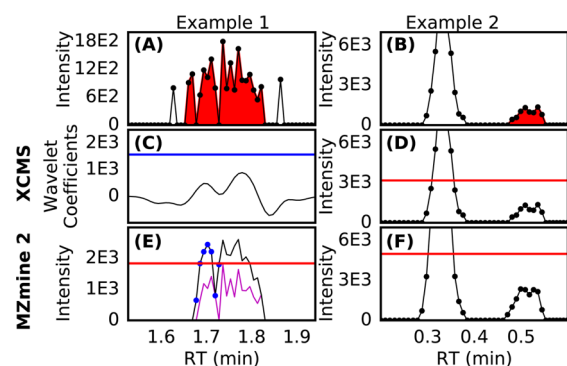 Example 1 Example 2
(A) (B)
Intensity 18E2 12E2 6E2 0
Intensity 6E3 3E3 0
XCMS
(C) (D)
Wavelet Coefficients 2E3 1E3 0
Intensity 6E3 3E3 0
MZmine 2
(E) (F)
Intensity 2E3 1E3 0
Intensity 6E3 3E3 0
1.6 1.7 1.8 1.9 0.3 0.4 0.5
RT (min) RT (min)